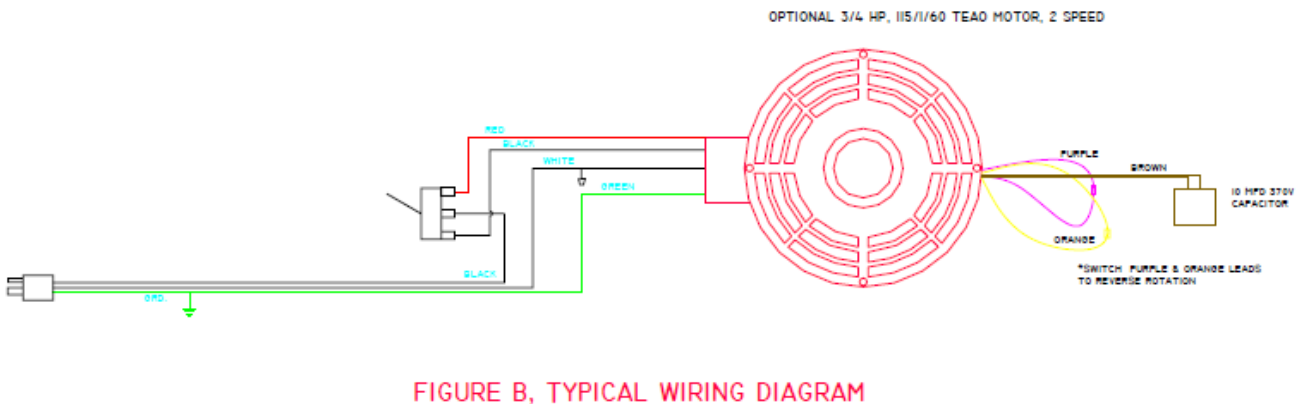 OPTIONAL 3/4 HP, 115/1/60 TEAO MOTOR, 2 SPEED
RED
BLACK
WHITE
GREEN
PURPLE
BROWN
10 MFD 370V
CAPACITOR
ORANGE
BLACK
GRD.
*SWITCH PURPLE & ORANGE LEADS
TO REVERSE ROTATION
FIGURE B, TYPICAL WIRING DIAGRAM